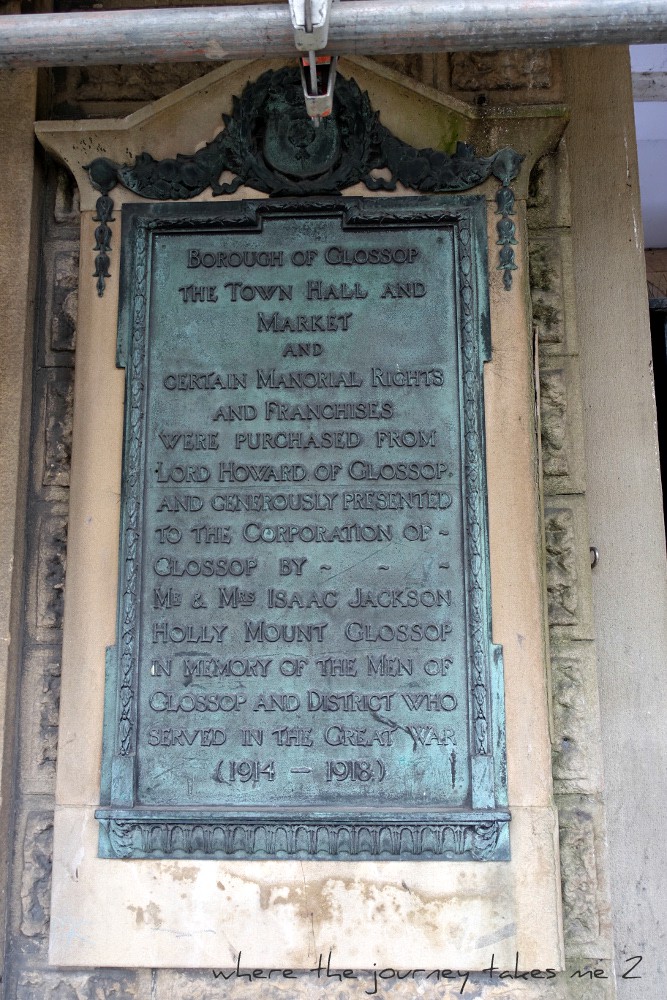 Borough of Glossop
The Town Hall and
Market
and
certain Manorial Rights
and Franchises
were purchased from
Lord Howard of Glossop,
and generously presented
to the Corporation of ~
Glossop by ~ ~ ~
Mr & Mrs Isaac Jackson
Holly Mount Glossop
in memory of the Men of
Glossop and District who
served in the Great War
(1914 – 1918.)
where the journey takes me 2